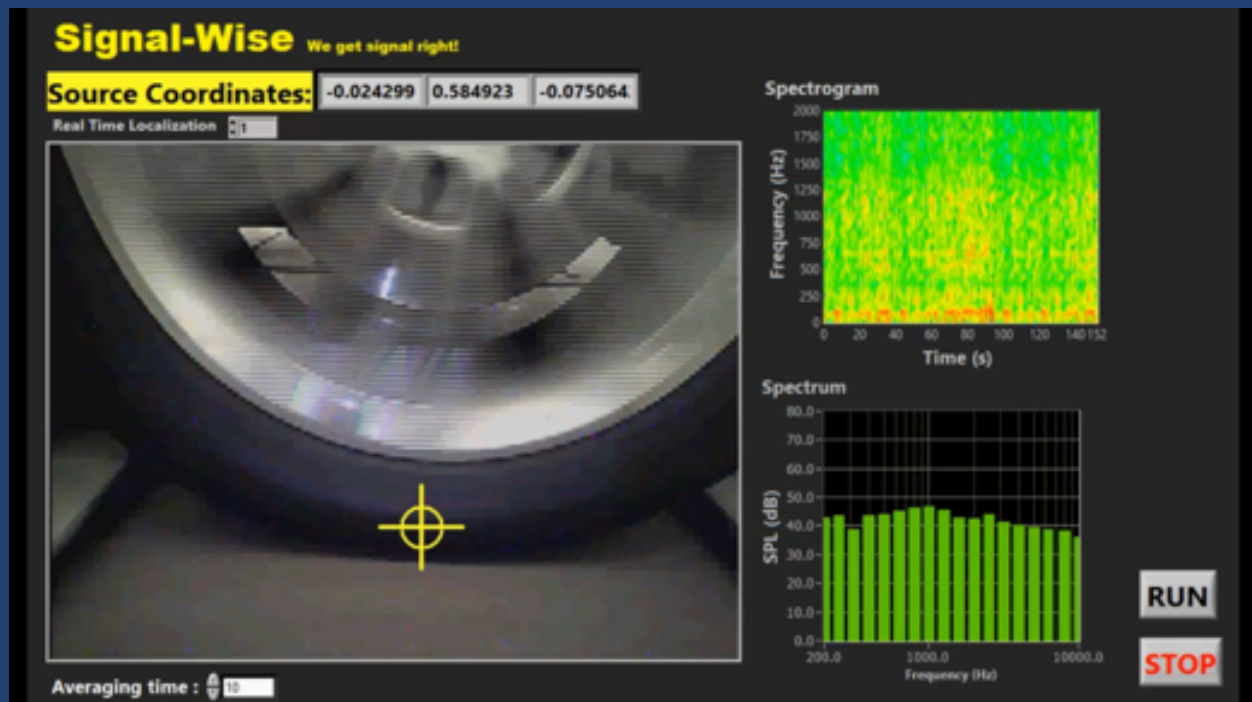 Signal-Wise We get signal right!
Source Coordinates: -0.024299 0.584923 -0.075064
Real Time Localization 1
Spectrogram
Frequency (Hz)
2000
1750
1500
1250
1000
750
500
250
0
0 20 40 60 80 100 120 140 152
Time (s)
Spectrum
SPL (dB)
80.0
70.0
60.0
50.0
40.0
30.0
20.0
10.0
0.0
200.0 1000.0 10000.0
Frequency (Hz)
RUN
STOP
Averaging time : 10